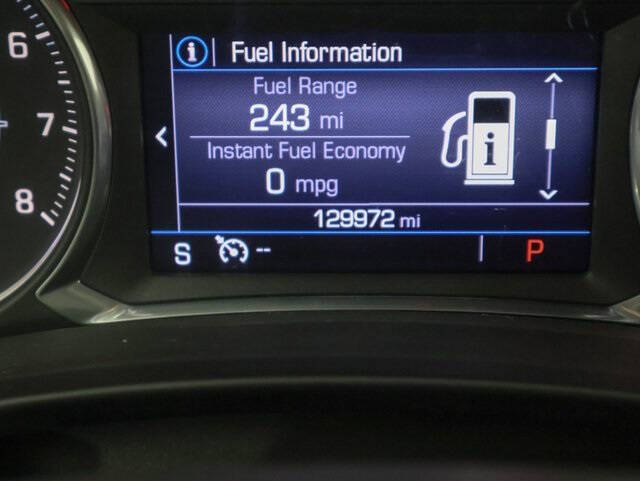 6
7
8
i Fuel Information
Fuel Range
243 mi
Instant Fuel Economy
0 mpg
i
129972 mi
S -- P